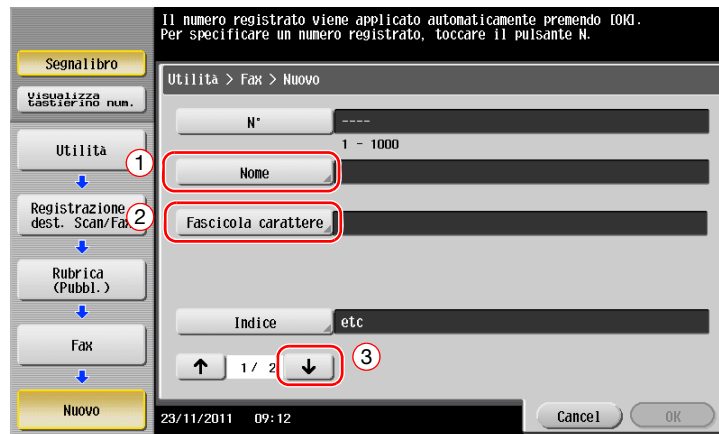 Il numero registrato viene applicato automaticamente premendo [OK].
Per specificare un numero registrato, toccare il pulsante N.
Segnalibro
Visualizza
tastierino num.
Utilità
Registrazione
dest. Scan/Fax
Rubrica
(Pubbl.)
Fax
Nuovo
Utilità > Fax > Nuovo
N° ----
1 - 1000
1
Nome
2
Fascicola carattere
Indice etc
↑ 1/ 2 ↓ 3
23/11/2011 09:12
Cancel OK